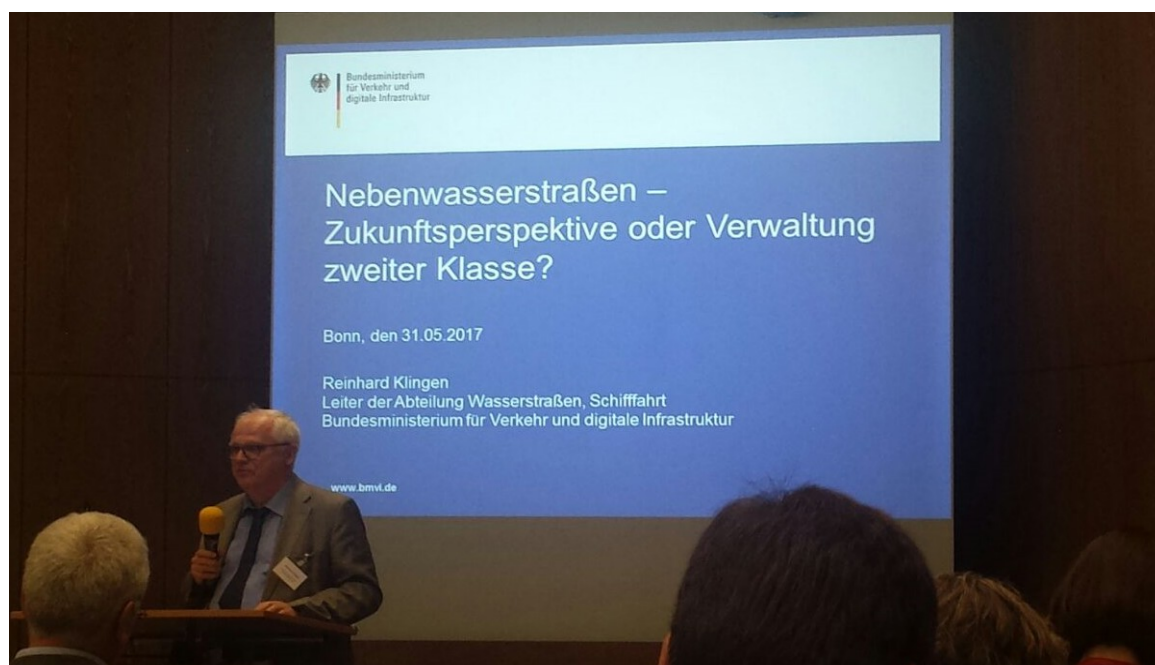 Bundesministerium
für Verkehr und
digitale Infrastruktur
Nebenwasserstraßen –
Zukunftsperspektive oder Verwaltung
zweiter Klasse?
Bonn, den 31.05.2017
Reinhard Klingen
Leiter der Abteilung Wasserstraßen, Schifffahrt
Bundesministerium für Verkehr und digitale Infrastruktur
www.bmvi.de